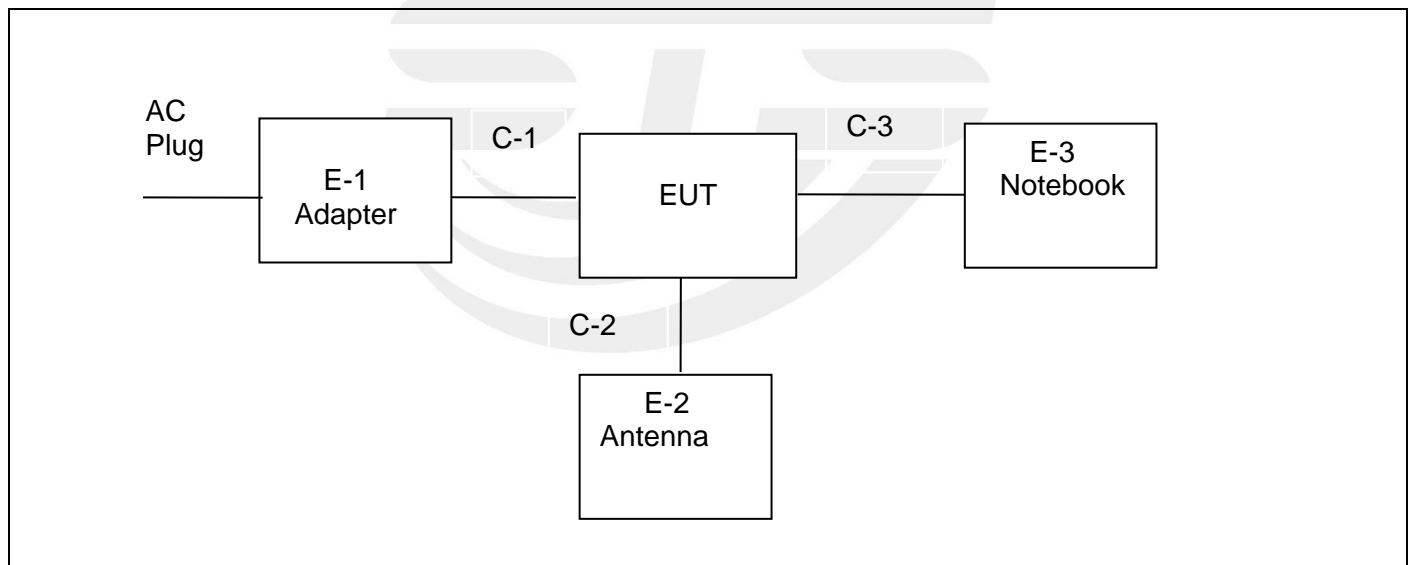 AC
Plug
E-1
Adapter
C-1
EUT
C-3
E-3
Notebook
C-2
E-2
Antenna